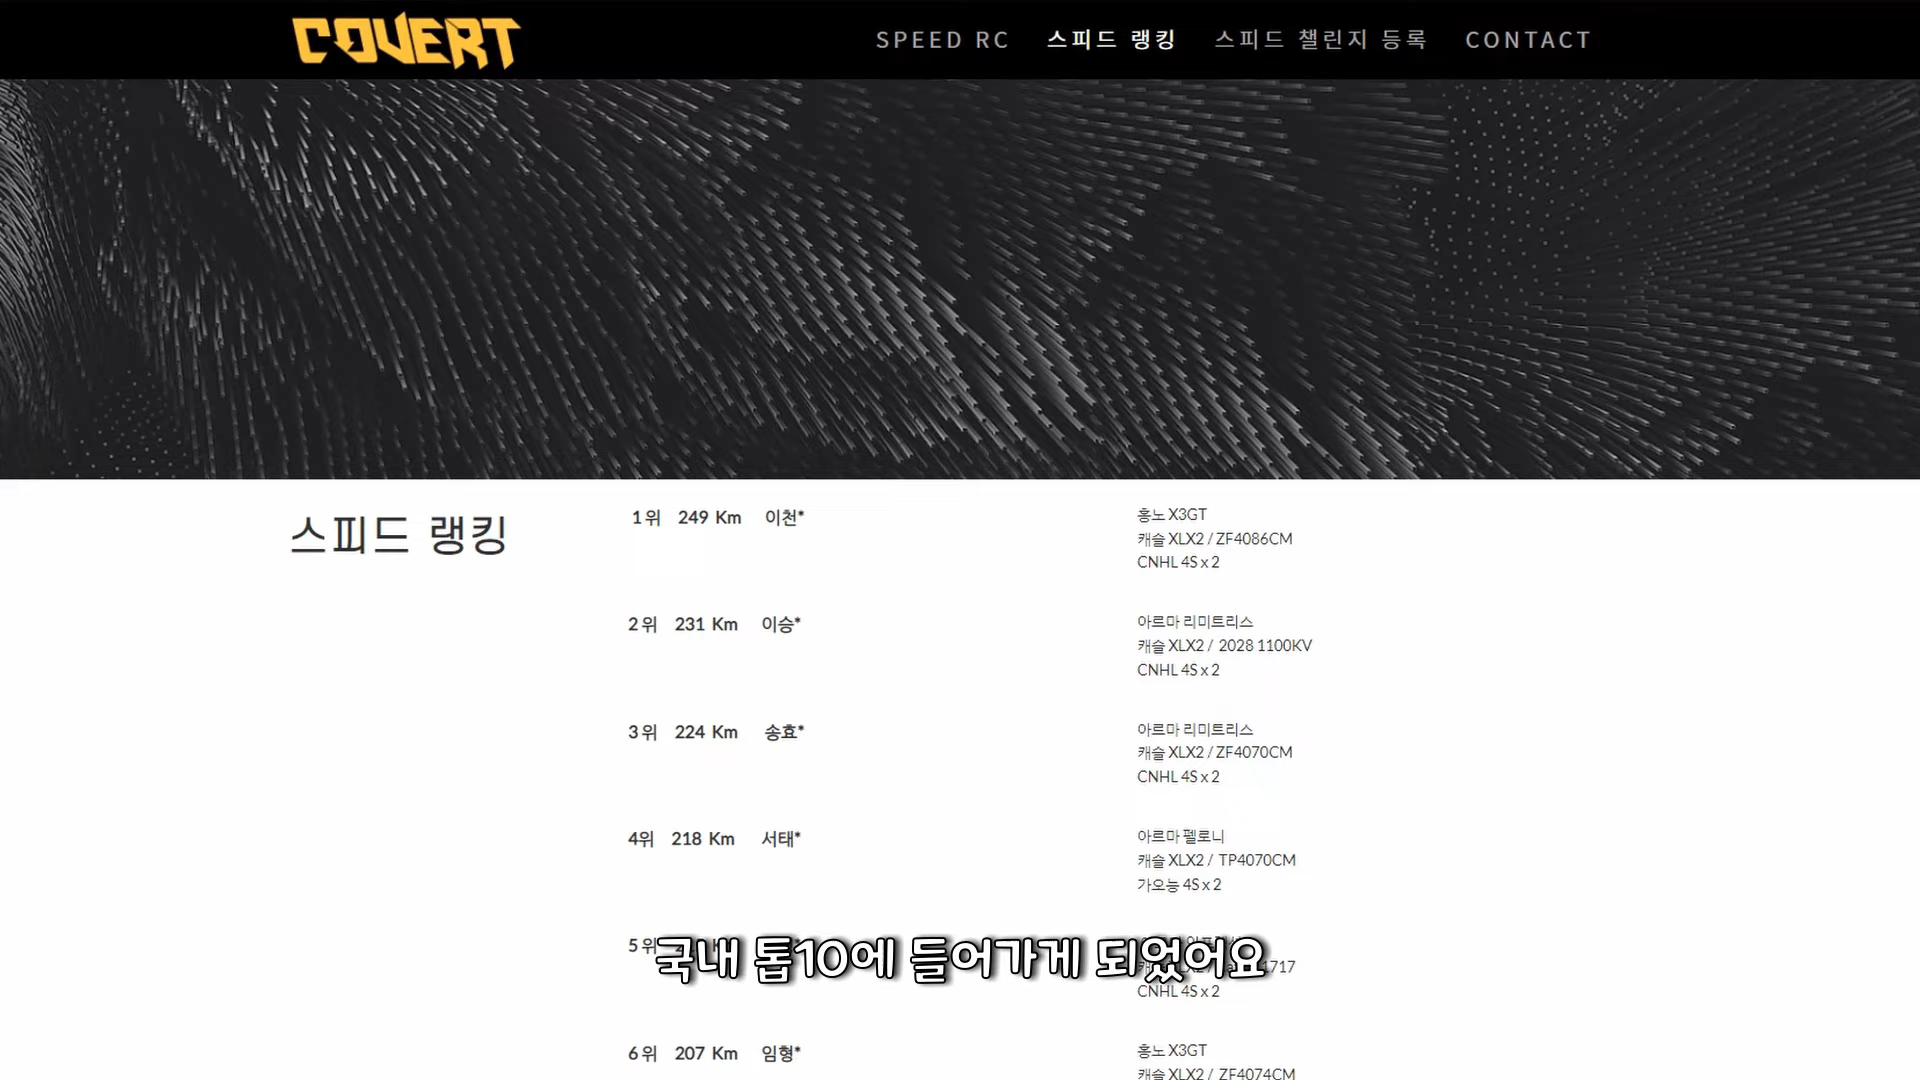 COVERT
SPEED RC 스피드 랭킹 스피드 챌린지 등록 CONTACT
스피드 랭킹
1위 249 Km 이천*
홍노 X3GT
캐슬 XLX2 / ZF4086CM
CNHL 4S x 2
2위 231 Km 이승*
아르마 리미트리스
캐슬 XLX2 / 2028 1100KV
CNHL 4S x 2
3위 224 Km 송효*
아르마 리미트리스
캐슬 XLX2 / ZF4070CM
CNHL 4S x 2
4위 218 Km 서태*
아르마 펠로니
캐슬 XLX2 / TP4070CM
가오능 4S x 2
5위
1717
CNHL 4S x 2
국내 톱10에 들어가게 되었어요
6위 207 Km 임형*
홍노 X3GT
캐슬 XLX2 / ZF4074CM